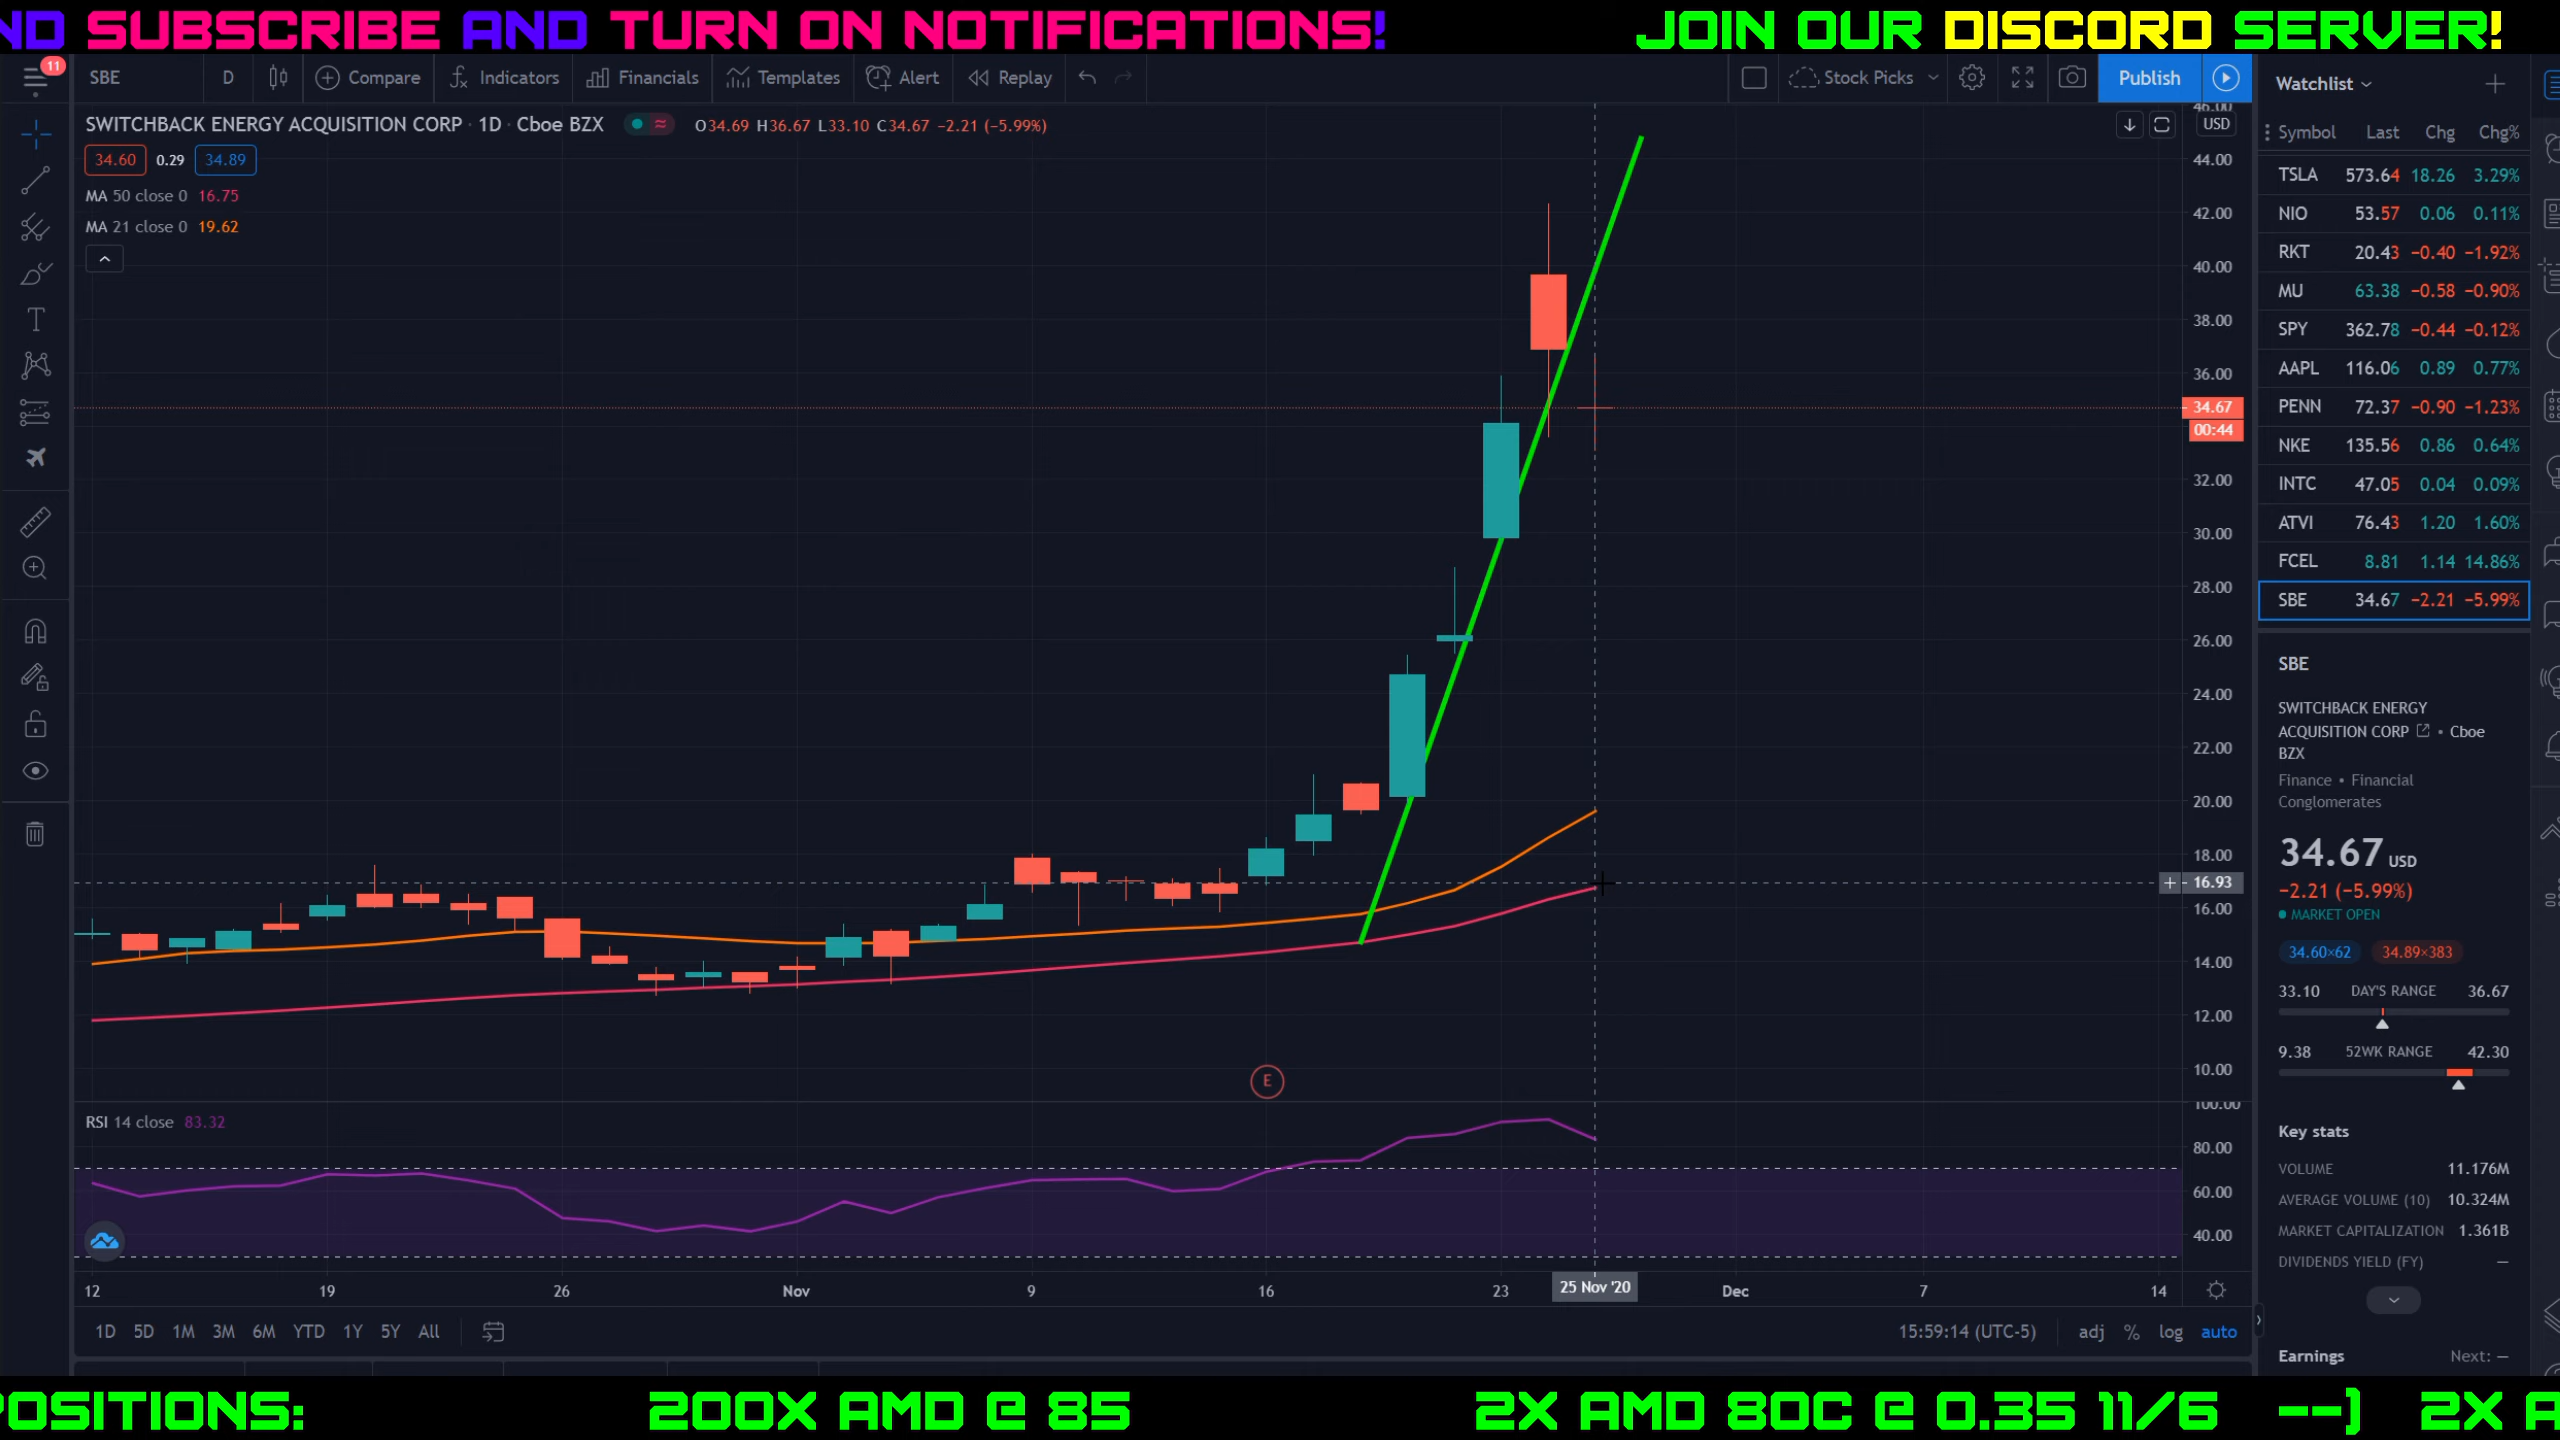 ND SUBSCRIBE AND TURN ON NOTIFICATIONS! JOIN OUR DISCORD SERVER!
11
SBE D Compare Indicators Financials Templates Alert Replay Stock Picks Publish
SWITCHBACK ENERGY ACQUISITION CORP · 1D · Cboe BZX O34.69 H36.67 L33.10 C34.67 −2.21 (−5.99%)
34.60 0.29 34.89
MA 50 close 0 16.75
MA 21 close 0 19.62
USD
46.00
44.00
42.00
40.00
38.00
36.00
34.67
00:44
32.00
30.00
28.00
26.00
24.00
22.00
20.00
18.00
16.93
16.00
14.00
12.00
10.00
E
RSI 14 close 83.32
100.00
80.00
60.00
40.00
12 19 26 Nov 9 16 23 25 Nov '20 Dec 7 14
1D 5D 1M 3M 6M YTD 1Y 5Y All 15:59:14 (UTC-5) adj % log auto
Watchlist
Symbol Last Chg Chg%
TSLA 573.64 18.26 3.29%
NIO 53.57 0.06 0.11%
RKT 20.43 −0.40 −1.92%
MU 63.38 −0.58 −0.90%
SPY 362.78 −0.44 −0.12%
AAPL 116.06 0.89 0.77%
PENN 72.37 −0.90 −1.23%
NKE 135.56 0.86 0.64%
INTC 47.05 0.04 0.09%
ATVI 76.43 1.20 1.60%
FCEL 8.81 1.14 14.86%
SBE 34.67 −2.21 −5.99%
SBE
SWITCHBACK ENERGY
ACQUISITION CORP • Cboe
BZX
Finance • Financial
Conglomerates
34.67 USD
−2.21 (−5.99%)
MARKET OPEN
34.60×62 34.89×383
33.10 DAY'S RANGE 36.67
9.38 52WK RANGE 42.30
Key stats
VOLUME 11.176M
AVERAGE VOLUME (10) 10.324M
MARKET CAPITALIZATION 1.361B
DIVIDENDS YIELD (FY) —
Earnings Next: —
POSITIONS: 200X AMD @ 85 2X AMD 80C @ 0.35 11/6 --) 2X A